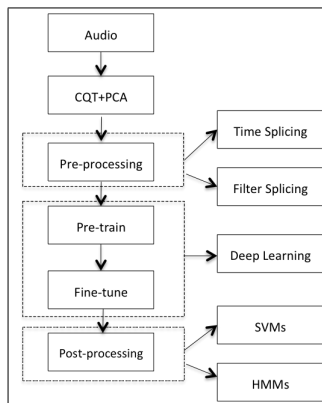 Audio
CQT+PCA
Time Splicing
Pre-processing
Filter Splicing
Pre-train
Deep Learning
Fine-tune
SVMs
Post-processing
HMMs